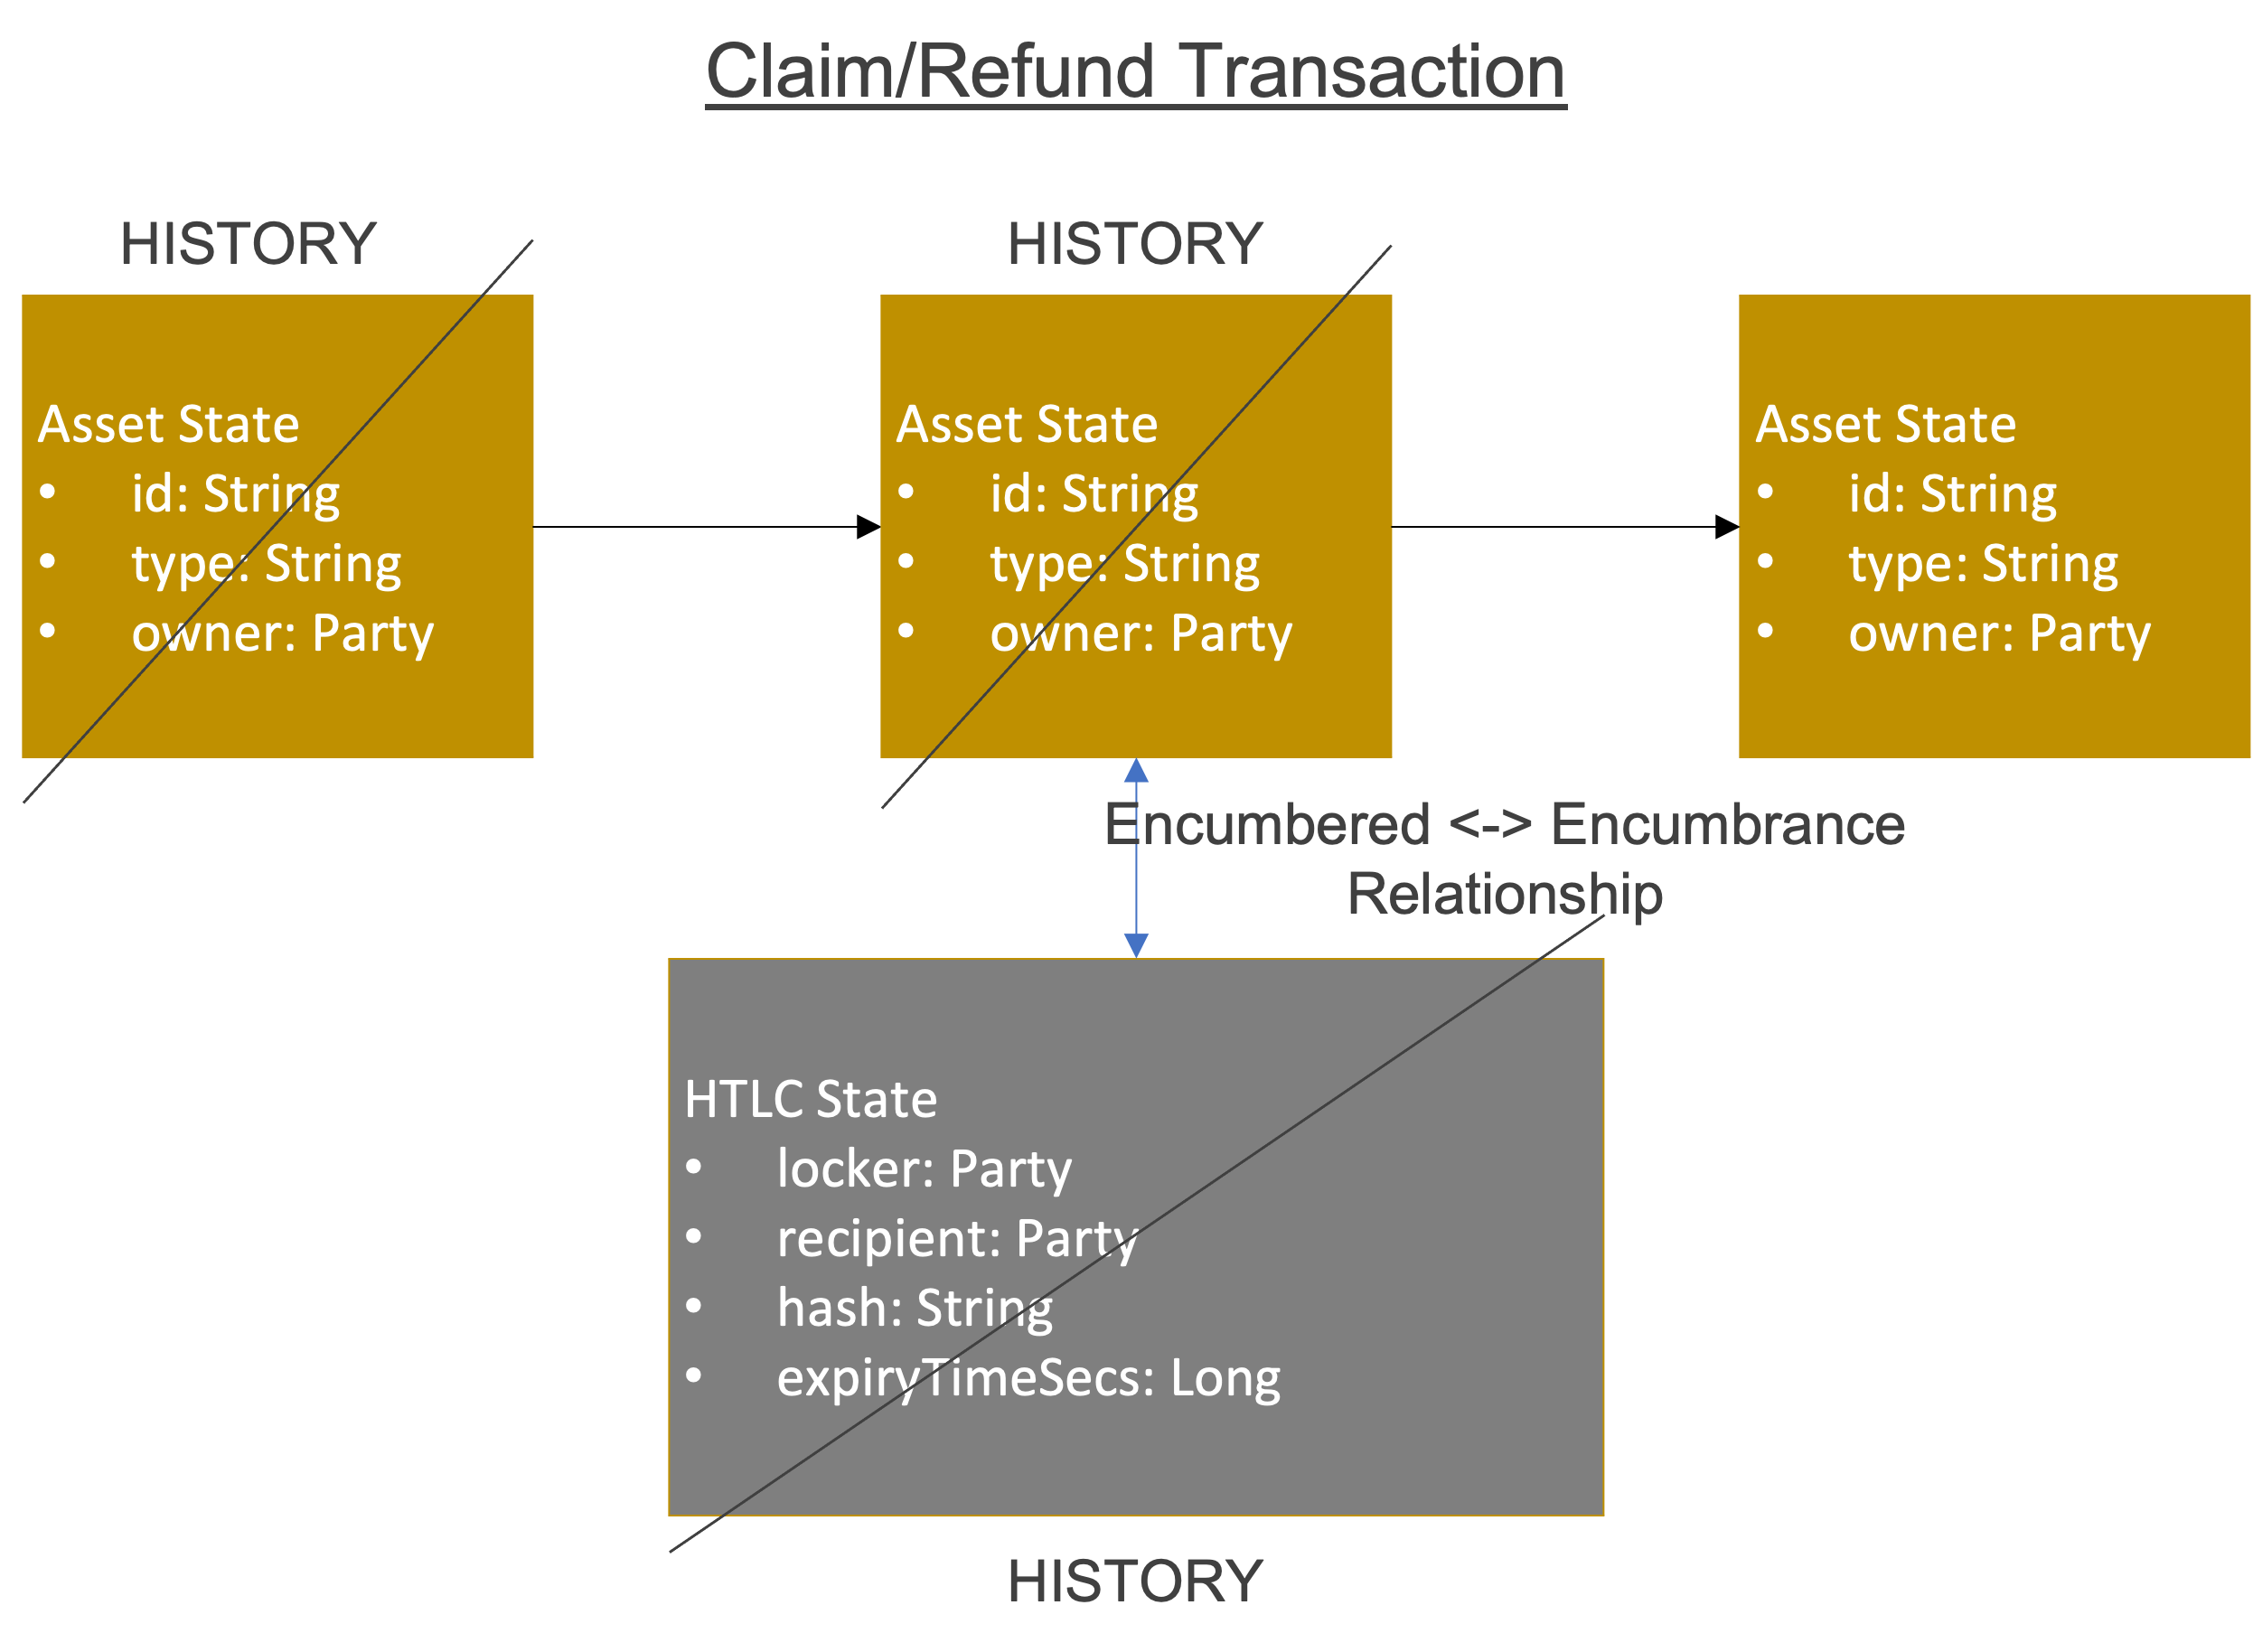 Claim/Refund Transaction
HISTORY
Asset State
• id: String
• type: String
• owner: Party
HISTORY
Asset State
• id: String
• type: String
• owner: Party
Asset State
• id: String
• type: String
• owner: Party
Encumbered <-> Encumbrance
Relationship
HTLC State
• locker: Party
• recipient: Party
• hash: String
• expiryTimeSecs: Long
HISTORY